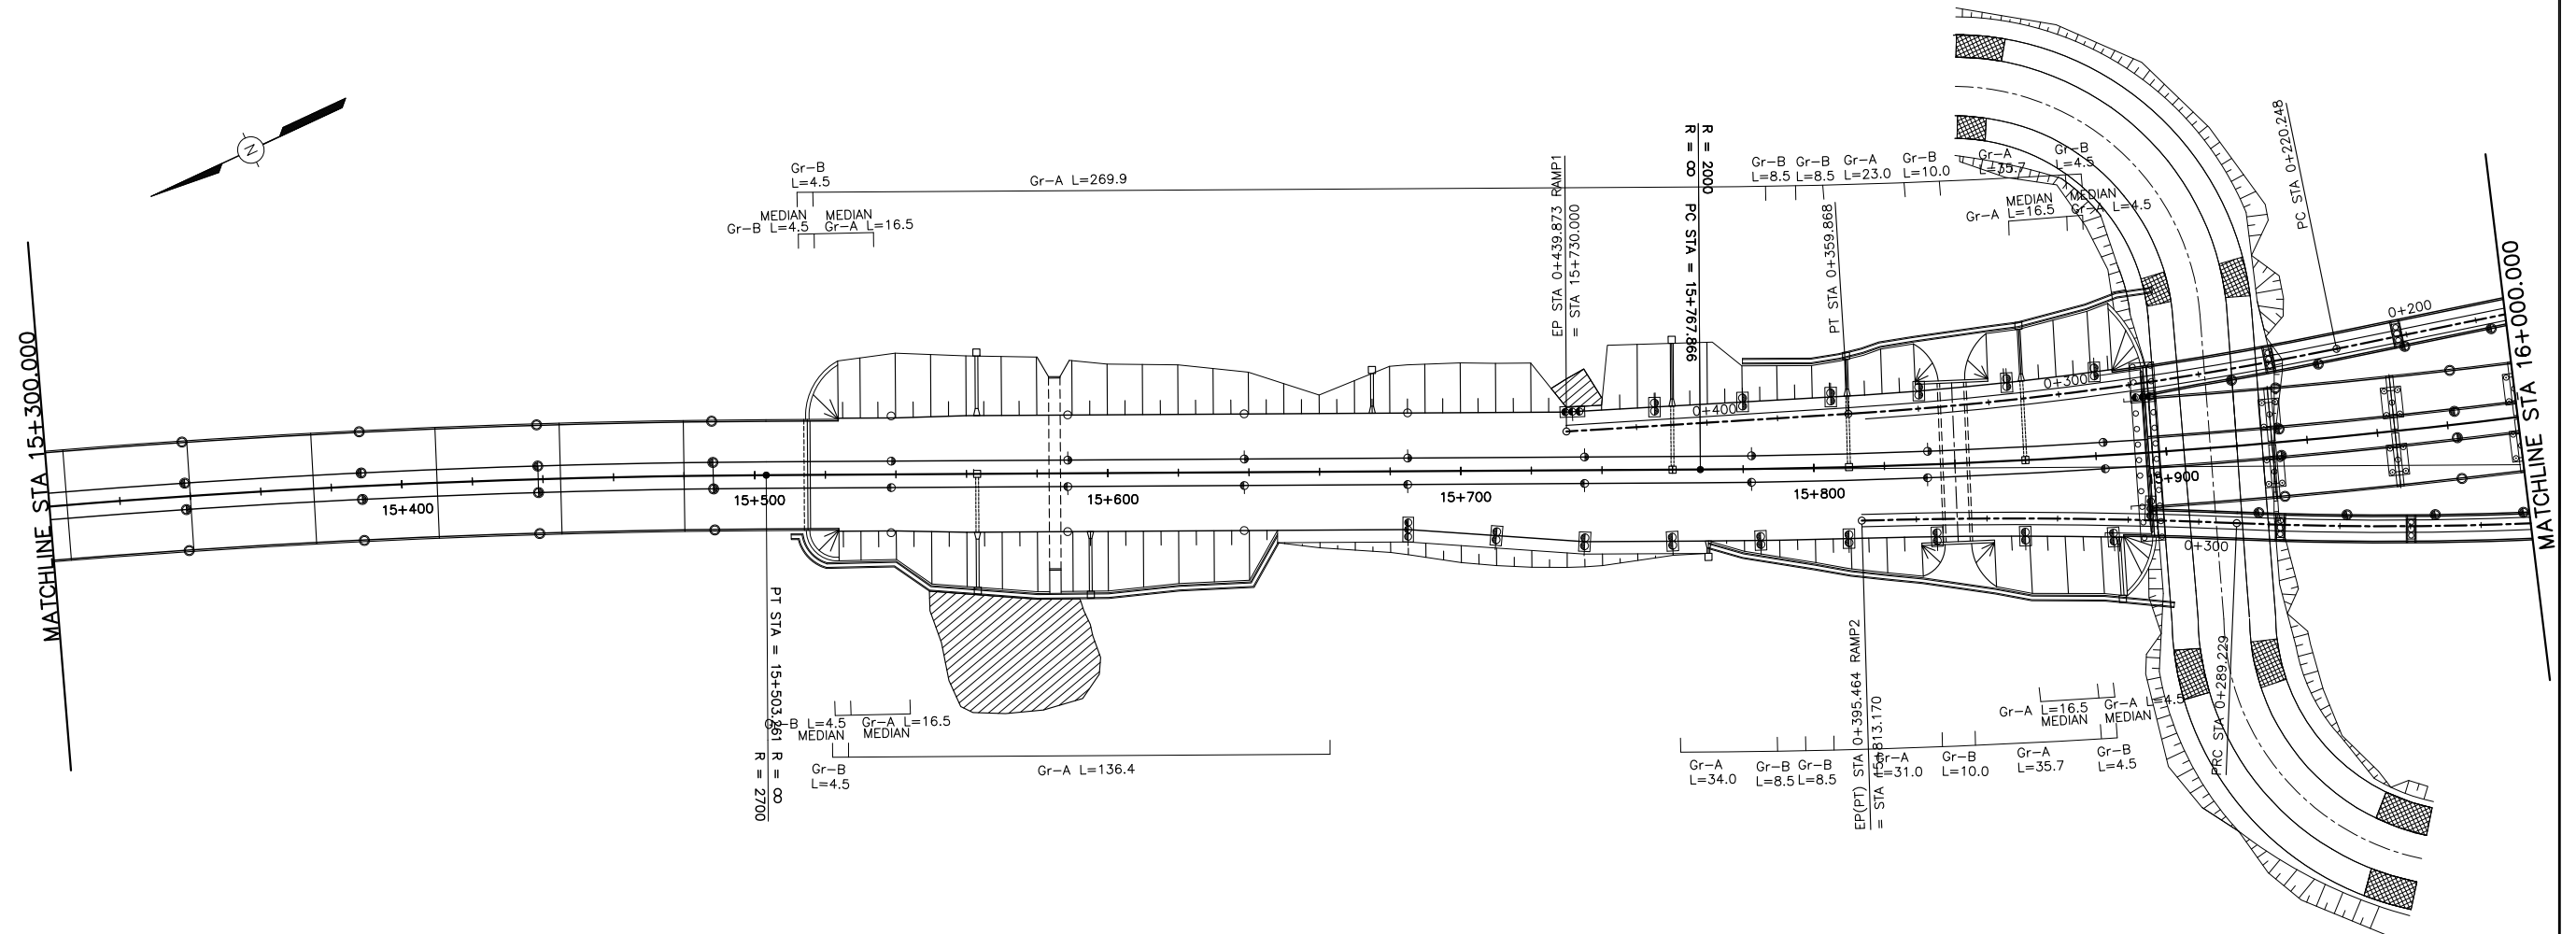 MATCHLINE STA 15+300.000
N
Gr-B
L=4.5
Gr-A L=269.9
MEDIAN
Gr-B L=4.5
MEDIAN
Gr-A L=16.5
EP STA 0+439.873 RAMP1
= STA 15+730.000
R = ∞ PC STA = 15+767.866
R = 2000
Gr-B
L=8.5
Gr-B
L=8.5
Gr-A
L=23.0
Gr-B
L=10.0
Gr-A
L=35.7
Gr-B
L=4.5
MEDIAN
Gr-A L=16.5
MEDIAN
Gr-A L=4.5
PT STA 0+359.868
PC STA 0+220.248
0+200
0+300
0+400
15+400
15+500
15+600
15+700
15+800
15+900
0+300
MATCHLINE STA 16+000.000
PT STA = 15+503.261 R = ∞
R = 2700
Gr-B L=4.5
MEDIAN
Gr-A L=16.5
MEDIAN
Gr-B
L=4.5
Gr-A L=136.4
EP(PT) STA 0+395.464 RAMP2
= STA 15+813.170
Gr-A
L=34.0
Gr-B
L=8.5
Gr-B
L=8.5
Gr-A
L=31.0
Gr-B
L=10.0
Gr-A
L=35.7
Gr-B
L=4.5
Gr-A L=16.5
MEDIAN
Gr-A L=4.5
MEDIAN
PRC STA 0+289.229